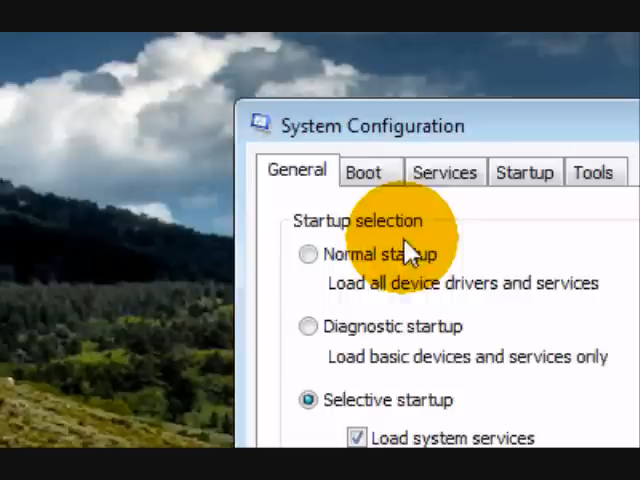 System Configuration
General Boot Services Startup Tools
Startup selection
Normal startup
Load all device drivers and services
Diagnostic startup
Load basic devices and services only
Selective startup
Load system services